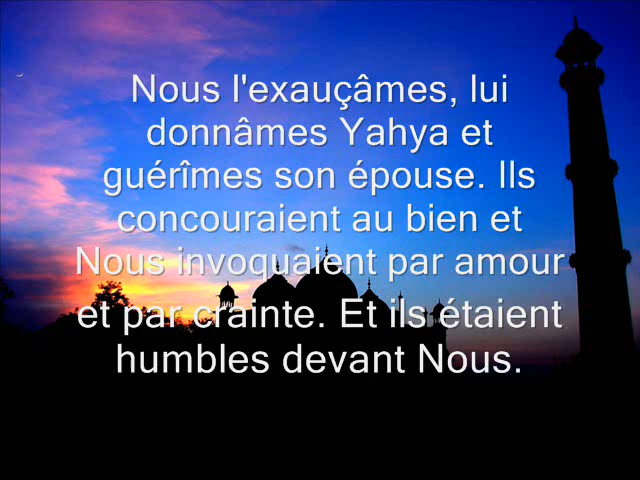 Nous l'exauçâmes, lui
donnâmes Yahya et
guérîmes son épouse. Ils
concouraient au bien et
Nous invoquaient par amour
et par crainte. Et ils étaient
humbles devant Nous.